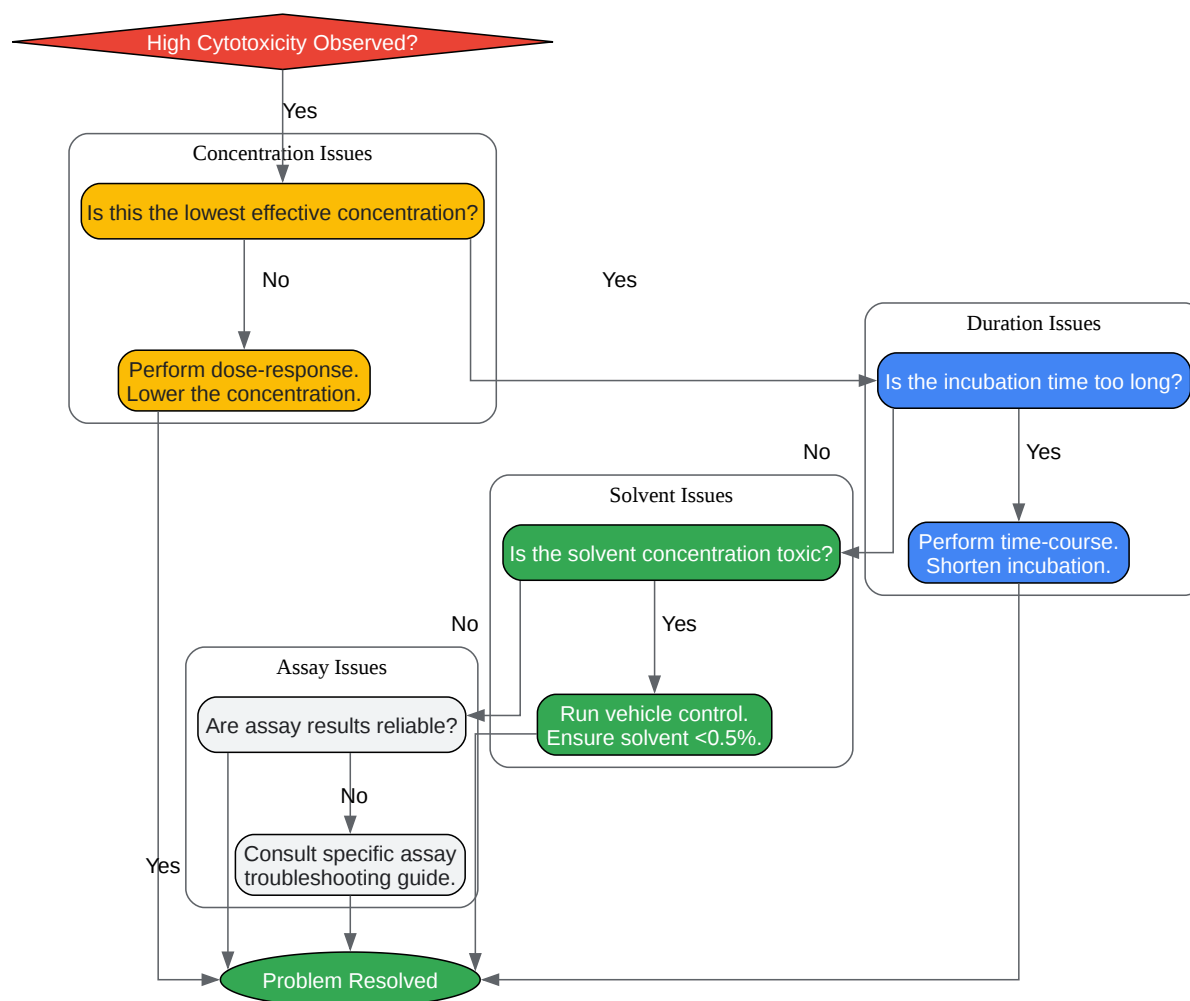 High Cytotoxicity Observed?
Yes
Concentration Issues
Is this the lowest effective concentration?
No
Yes
Perform dose-response.
Lower the concentration.
Duration Issues
Is the incubation time too long?
No
Yes
Perform time-course.
Shorten incubation.
Solvent Issues
Is the solvent concentration toxic?
No
Yes
Run vehicle control.
Ensure solvent <0.5%.
Assay Issues
Are assay results reliable?
No
Yes
Consult specific assay
troubleshooting guide.
Problem Resolved